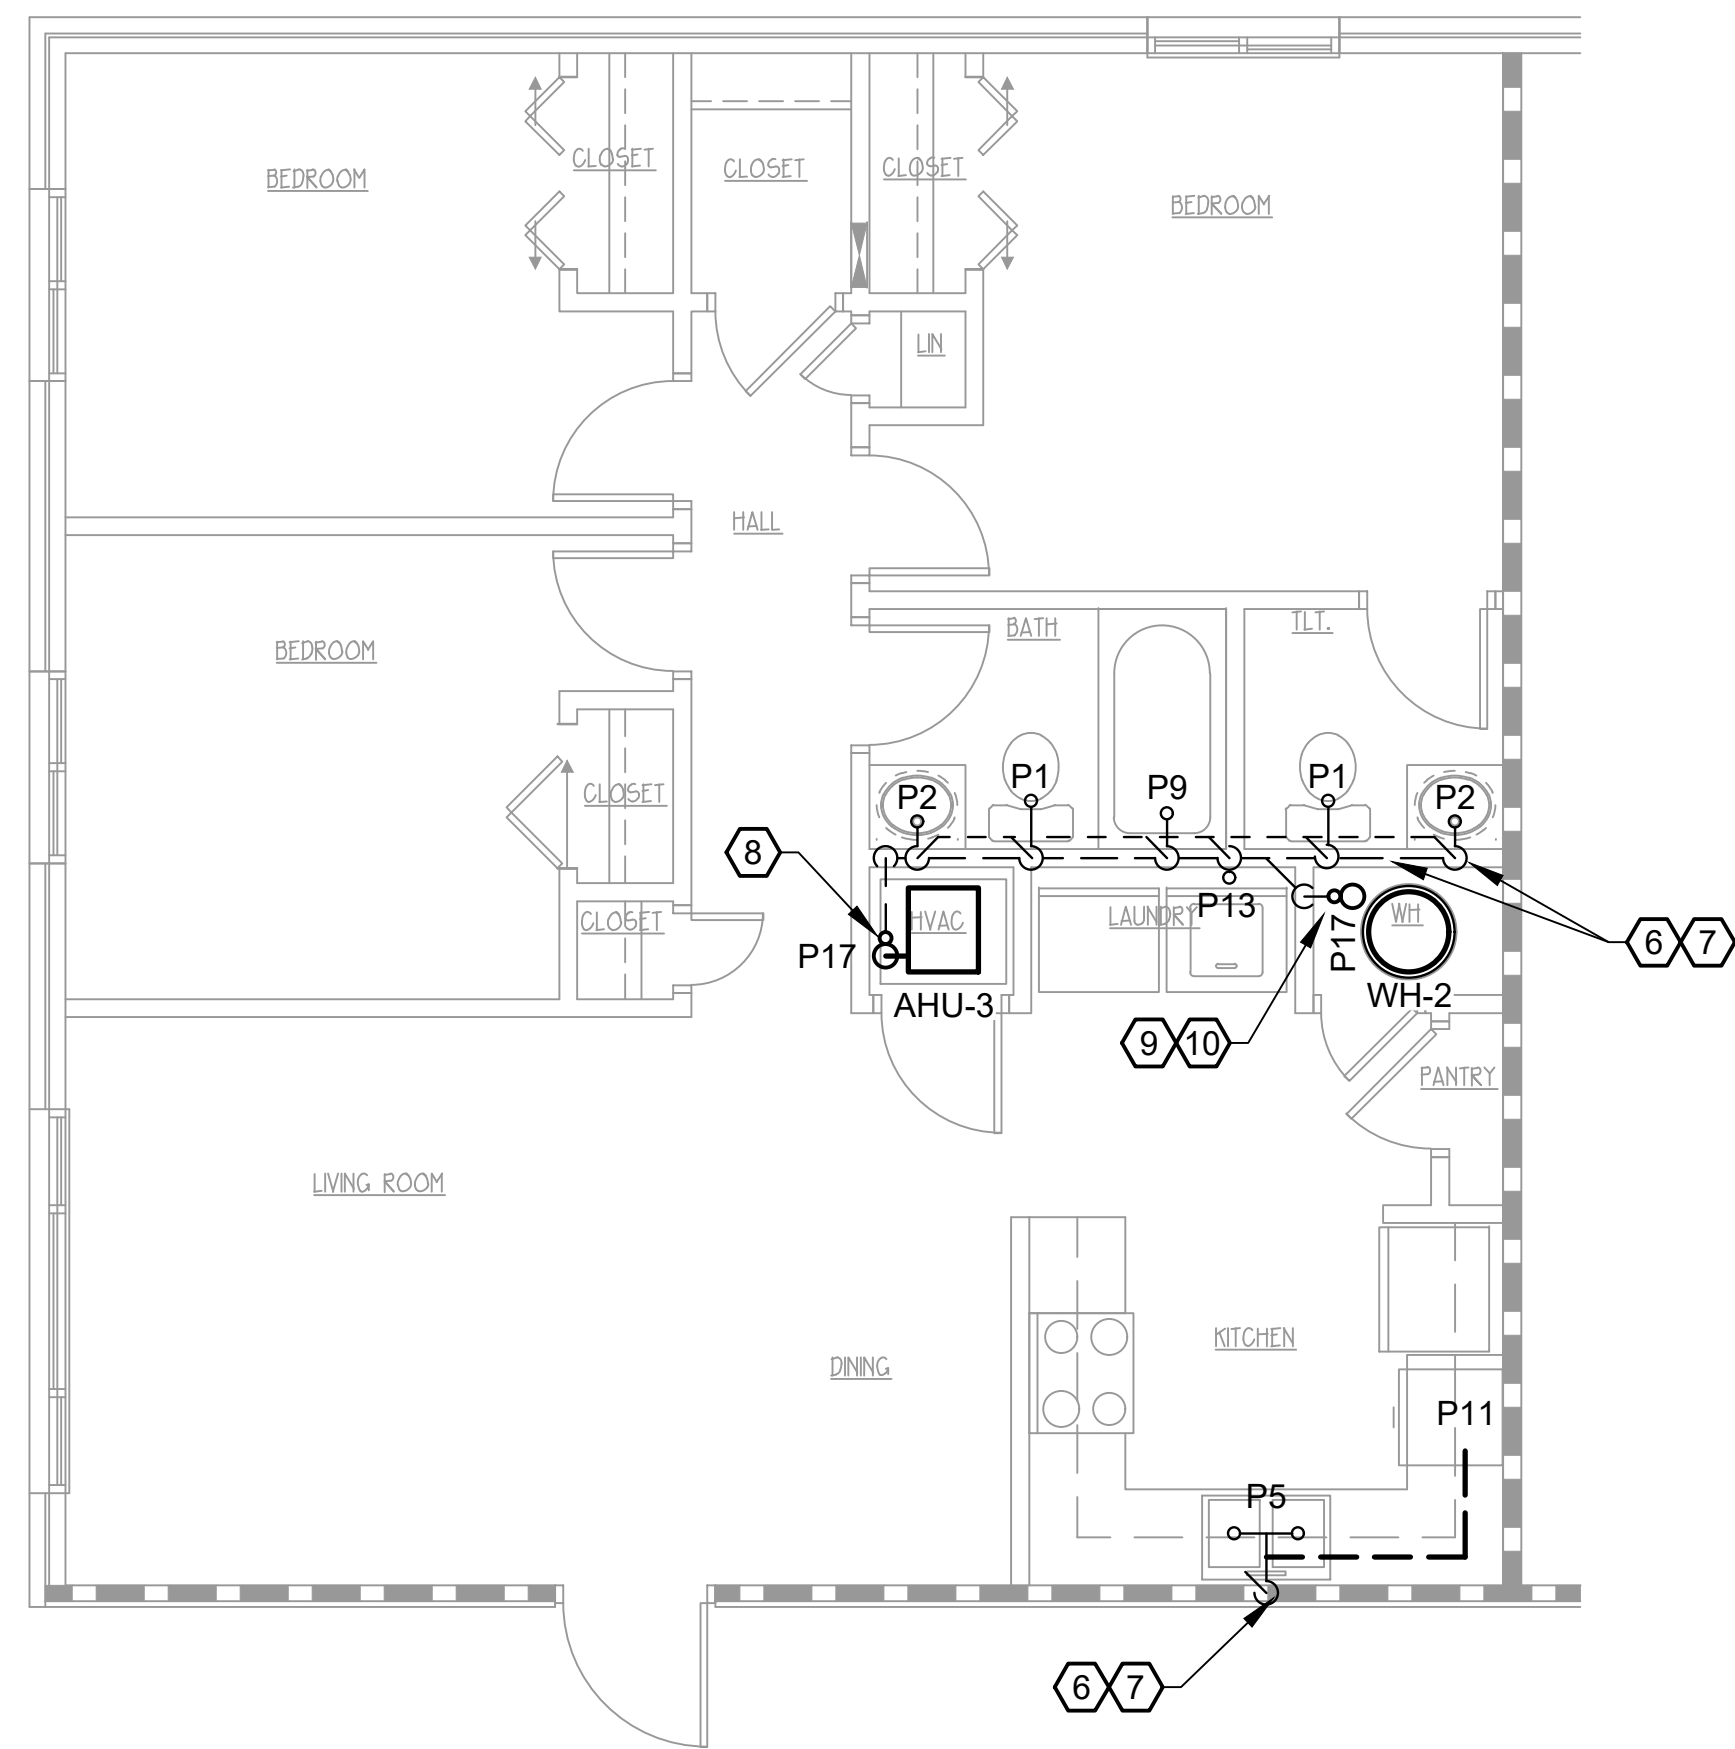 CLOSET
CLOSET
CLOSET
BEDROOM
BEDROOM
LIN
HALL
BATH
TLT.
BEDROOM
P1
P1
P9
P2
P2
CLOSET
8
P13
HVAC
LAUNDRY
WH
CLOSET
P17
P17
6 7
AHU-3
WH-2
9 10
PANTRY
LIVING ROOM
KITCHEN
DINING
P11
P5
6 7